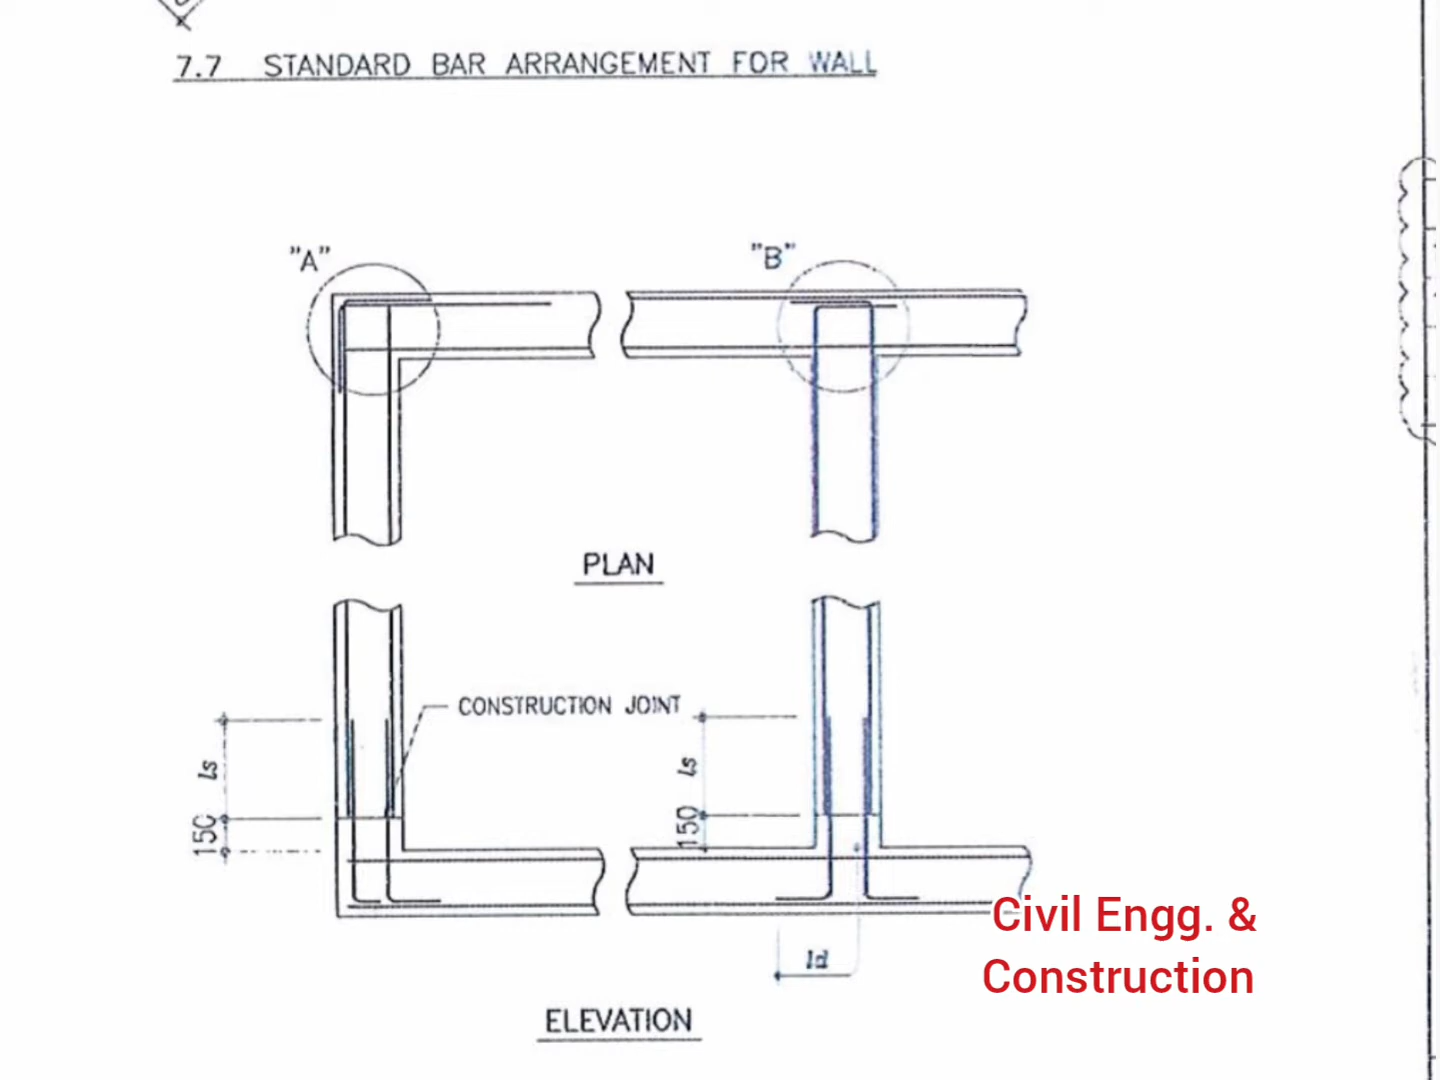 7.7 STANDARD BAR ARRANGEMENT FOR WALL
"A"
"B"
PLAN
CONSTRUCTION JOINT
ls
150
ls
150
ld
Civil Engg. &
Construction
ELEVATION